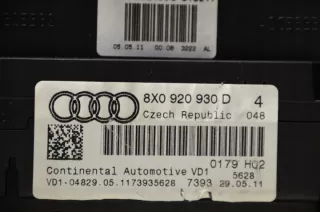 05.05.11 00:08 3222 AL
8X0 920 930 D 4
Czech Republic 048
0179 H02
Continental Automotive VD1 5628
VD1-04829.05.1173935628 7393 29.05.11